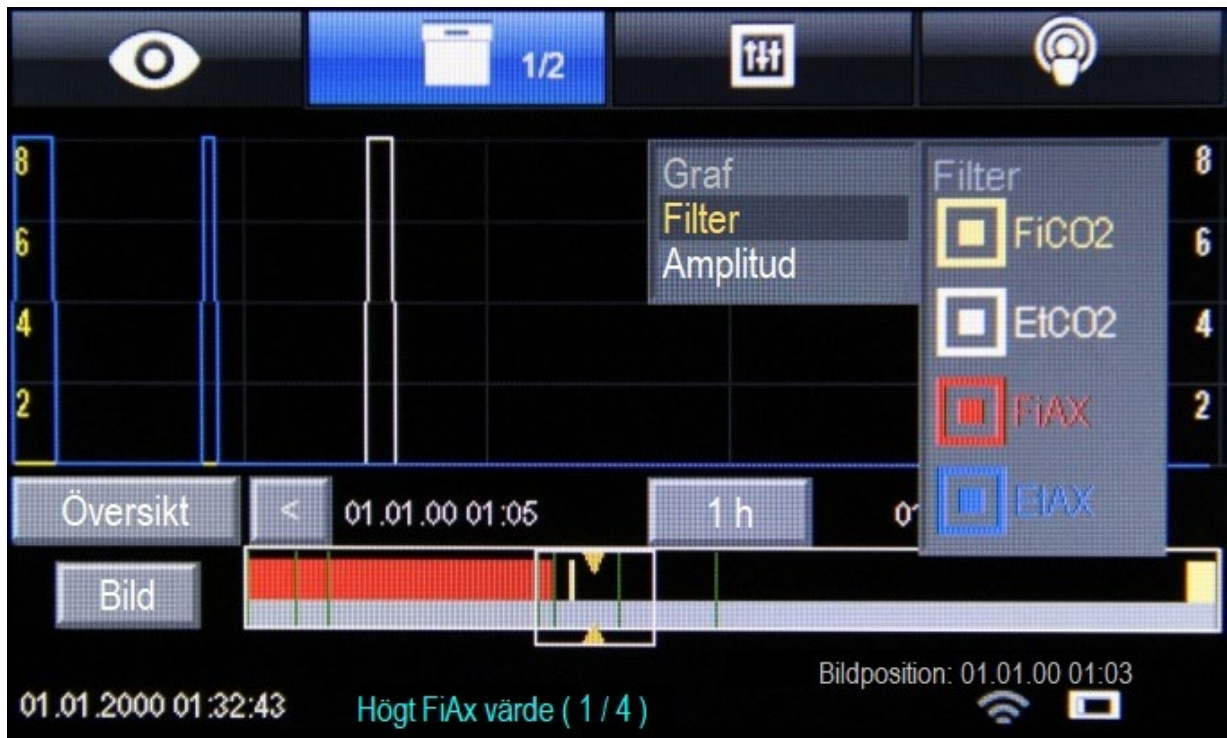 1/2
8
6
4
2
Graf
Filter
Amplitud
Filter
FiCO2
EtCO2
FiAX
EtAX
8
6
4
2
Översikt
<
01.01.00 01:05
1 h
Bild
Bildposition: 01.01.00 01:03
01.01.2000 01:32:43
Högt FiAx värde ( 1 / 4 )